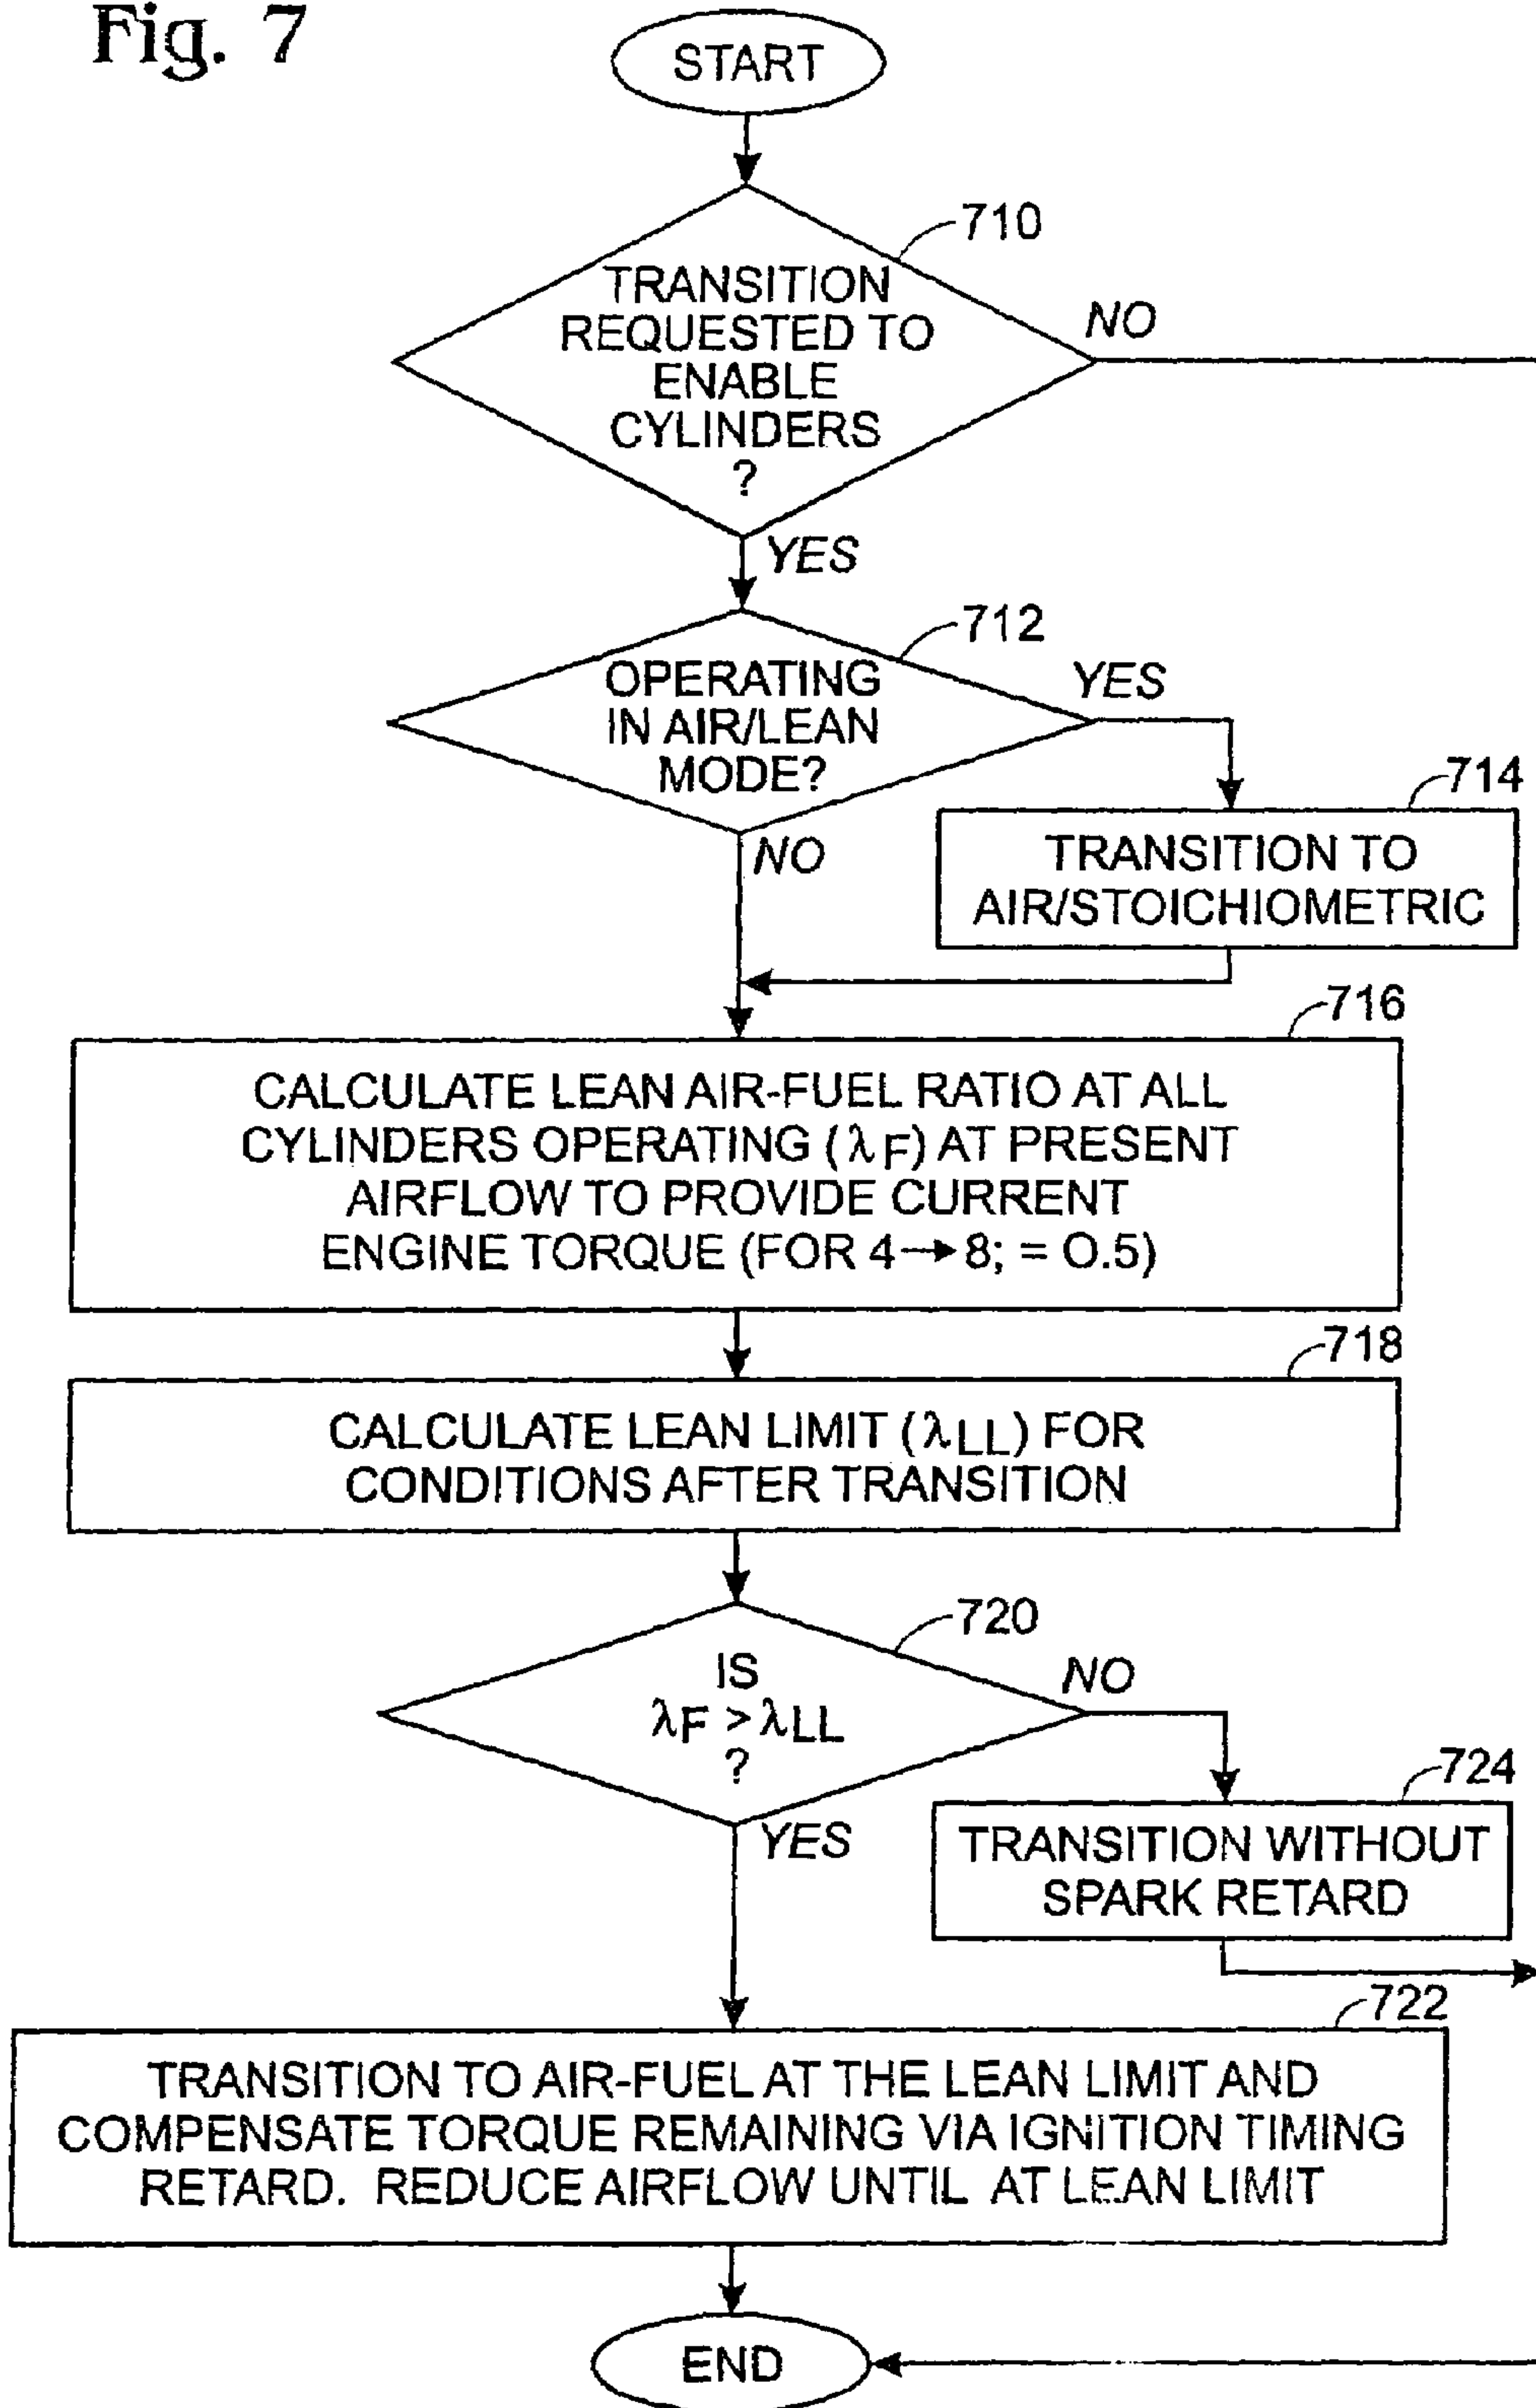 Fig. 7
START
710
TRANSITION
REQUESTED TO
ENABLE
CYLINDERS
?
NO
YES
712
OPERATING
IN AIR/LEAN
MODE?
YES
NO
714
TRANSITION TO
AIR/STOICHIOMETRIC
716
CALCULATE LEAN AIR-FUEL RATIO AT ALL
CYLINDERS OPERATING (λF) AT PRESENT
AIRFLOW TO PROVIDE CURRENT
ENGINE TORQUE (FOR 4→8; = 0.5)
718
CALCULATE LEAN LIMIT (λLL) FOR
CONDITIONS AFTER TRANSITION
720
IS
λF > λLL
?
NO
YES
724
TRANSITION WITHOUT
SPARK RETARD
722
TRANSITION TO AIR-FUEL AT THE LEAN LIMIT AND
COMPENSATE TORQUE REMAINING VIA IGNITION TIMING
RETARD. REDUCE AIRFLOW UNTIL AT LEAN LIMIT
END